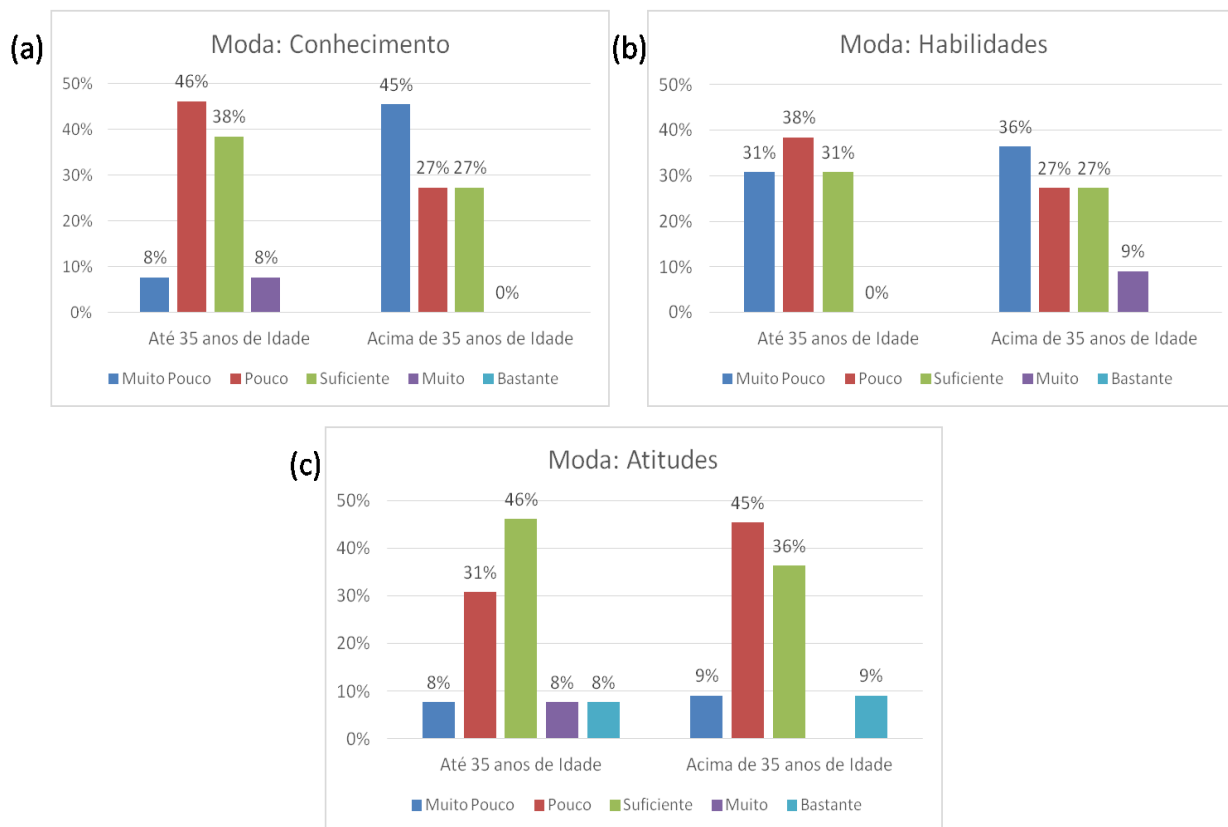 (a)
Moda: Conhecimento
50%
40%
30%
20%
10%
0%
8% 46% 38% 8%
45% 27% 27% 0%
Até 35 anos de Idade Acima de 35 anos de Idade
Muito Pouco Pouco Suficiente Muito Bastante
(b)
Moda: Habilidades
50%
40%
30%
20%
10%
0%
31% 38% 31% 0%
36% 27% 27% 9%
Até 35 anos de Idade Acima de 35 anos de Idade
Muito Pouco Pouco Suficiente Muito Bastante
(c)
Moda: Atitudes
50%
40%
30%
20%
10%
0%
8% 31% 46% 8% 8%
9% 45% 36% 9%
Até 35 anos de Idade Acima de 35 anos de Idade
Muito Pouco Pouco Suficiente Muito Bastante